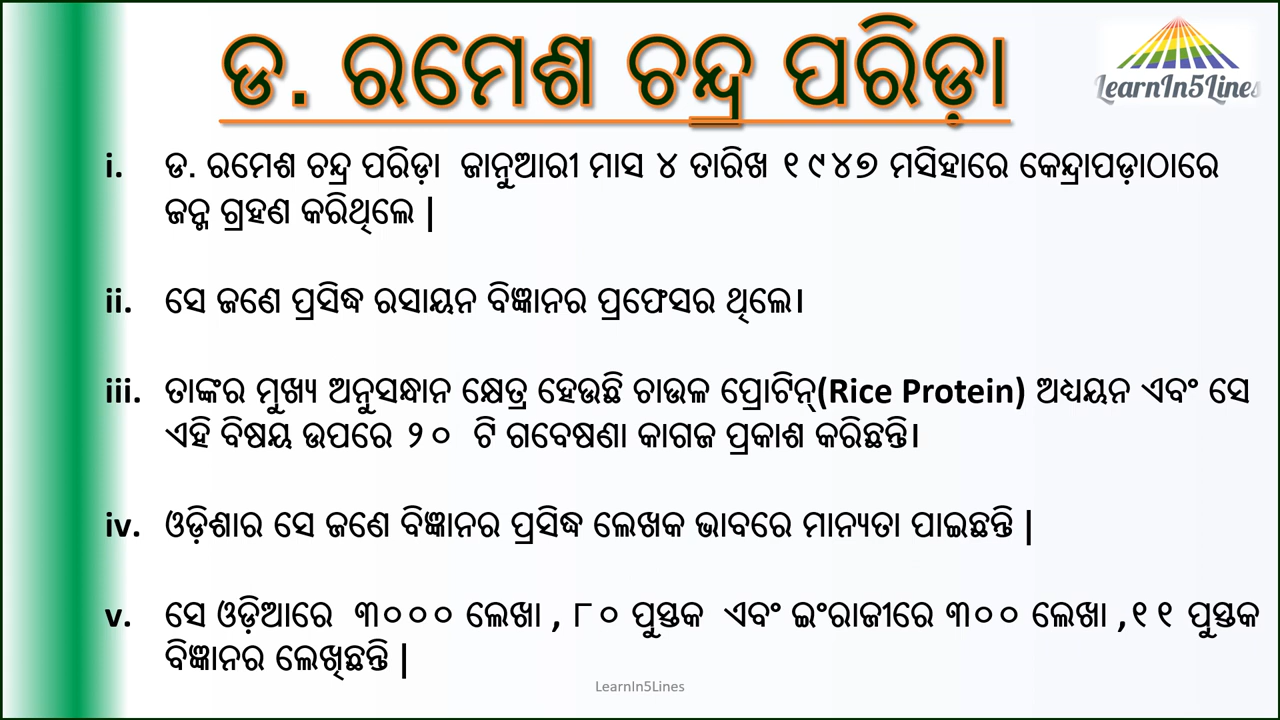 ଡ. ରମେଶ ଚନ୍ଦ୍ର ପରିଡ଼ା
LearnIn5Lines
i. ଡ. ରମେଶ ଚନ୍ଦ୍ର ପରିଡ଼ା ଜାନୁଆରୀ ମାସ ୪ ତାରିଖ ୧୯୪୭ ମସିହାରେ କେନ୍ଦ୍ରାପଡ଼ାଠାରେ
ଜନ୍ମ ଗ୍ରହଣ କରିଥିଲେ |
ii. ସେ ଜଣେ ପ୍ରସିଦ୍ଧ ରସାୟନ ବିଜ୍ଞାନର ପ୍ରଫେସର ଥିଲେ।
iii. ତାଙ୍କର ମୁଖ୍ୟ ଅନୁସନ୍ଧାନ କ୍ଷେତ୍ର ହେଉଛି ଚାଉଳ ପ୍ରୋଟିନ୍(Rice Protein) ଅଧ୍ୟୟନ ଏବଂ ସେ
ଏହି ବିଷୟ ଉପରେ ୨୦ ଟି ଗବେଷଣା କାଗଜ ପ୍ରକାଶ କରିଛନ୍ତି।
iv. ଓଡ଼ିଶାର ସେ ଜଣେ ବିଜ୍ଞାନର ପ୍ରସିଦ୍ଧ ଲେଖକ ଭାବରେ ମାନ୍ୟତା ପାଇଛନ୍ତି |
v. ସେ ଓଡ଼ିଆରେ ୩୦୦୦ ଲେଖା , ୮୦ ପୁସ୍ତକ ଏବଂ ଇଂରାଜୀରେ ୩୦୦ ଲେଖା ,୧୧ ପୁସ୍ତକ
ବିଜ୍ଞାନର ଲେଖିଛନ୍ତି |
LearnIn5Lines